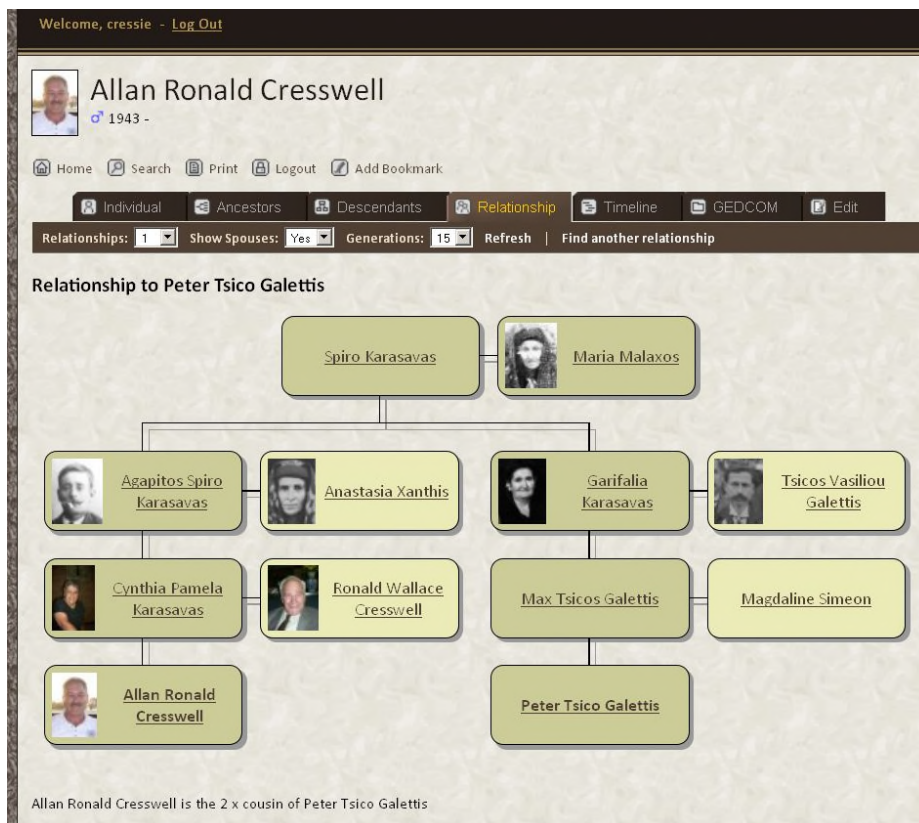 Welcome, cressie - Log Out
Allan Ronald Cresswell
♂ 1943 -
Home Search Print Logout Add Bookmark
Individual Ancestors Descendants Relationship Timeline GEDCOM Edit
Relationships: 1 Show Spouses: Yes Generations: 15 Refresh | Find another relationship
Relationship to Peter Tsico Galettis
Spiro Karasavas
Maria Malaxos
Agapitos Spiro
Karasavas
Anastasia Xanthis
Garifalia
Karasavas
Tsicos Vasiliou
Galettis
Cynthia Pamela
Karasavas
Ronald Wallace
Cresswell
Max Tsicos Galettis
Magdaline Simeon
Allan Ronald
Cresswell
Peter Tsico Galettis
Allan Ronald Cresswell is the 2 x cousin of Peter Tsico Galettis